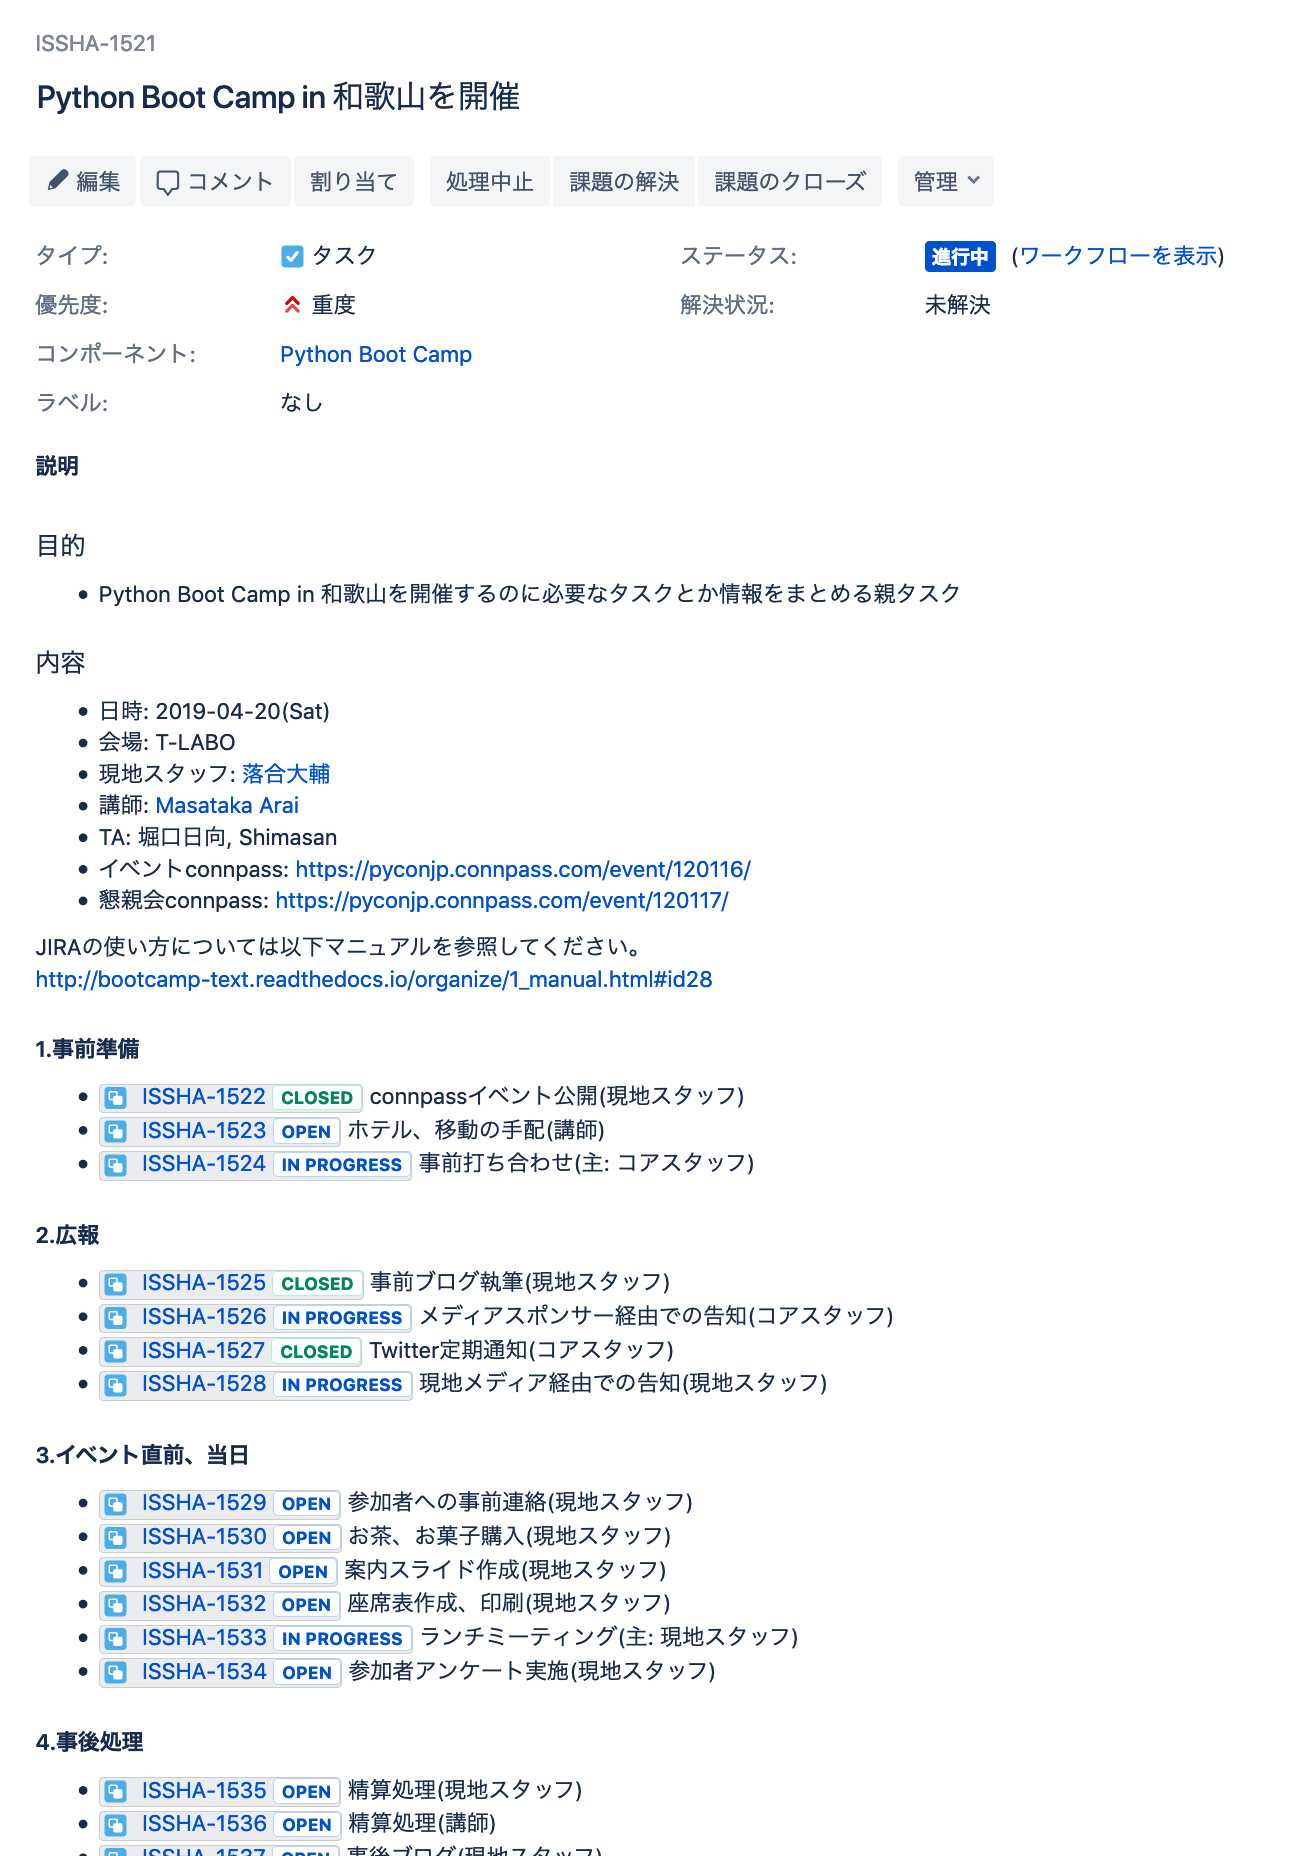 ISSHA-1521
Python Boot Camp in 和歌山を開催
編集 コメント 割り当て 処理中止 課題の解決 課題のクローズ 管理
タイプ: タスク ステータス: 進行中 (ワークフローを表示)
優先度: 重度 解決状況: 未解決
コンポーネント: Python Boot Camp
ラベル: なし
説明
目的
• Python Boot Camp in 和歌山を開催するのに必要なタスクとか情報をまとめる親タスク
内容
• 日時: 2019-04-20(Sat)
• 会場: T-LABO
• 現地スタッフ: 落合大輔
• 講師: Masataka Arai
• TA: 堀口日向, Shimasan
• イベントconnpass: https://pyconjp.connpass.com/event/120116/
• 懇親会connpass: https://pyconjp.connpass.com/event/120117/
JIRAの使い方については以下マニュアルを参照してください。
http://bootcamp-text.readthedocs.io/organize/1_manual.html#id28
1.事前準備
• ISSHA-1522 CLOSED connpassイベント公開(現地スタッフ)
• ISSHA-1523 OPEN ホテル、移動の手配(講師)
• ISSHA-1524 IN PROGRESS 事前打ち合わせ(主: コアスタッフ)
2.広報
• ISSHA-1525 CLOSED 事前ブログ執筆(現地スタッフ)
• ISSHA-1526 IN PROGRESS メディアスポンサー経由での告知(コアスタッフ)
• ISSHA-1527 CLOSED Twitter定期通知(コアスタッフ)
• ISSHA-1528 IN PROGRESS 現地メディア経由での告知(現地スタッフ)
3.イベント直前、当日
• ISSHA-1529 OPEN 参加者への事前連絡(現地スタッフ)
• ISSHA-1530 OPEN お茶、お菓子購入(現地スタッフ)
• ISSHA-1531 OPEN 案内スライド作成(現地スタッフ)
• ISSHA-1532 OPEN 座席表作成、印刷(現地スタッフ)
• ISSHA-1533 IN PROGRESS ランチミーティング(主: 現地スタッフ)
• ISSHA-1534 OPEN 参加者アンケート実施(現地スタッフ)
4.事後処理
• ISSHA-1535 OPEN 精算処理(現地スタッフ)
• ISSHA-1536 OPEN 精算処理(講師)
• ISSHA-1537 OPEN 事後ブログ(現地スタッフ)